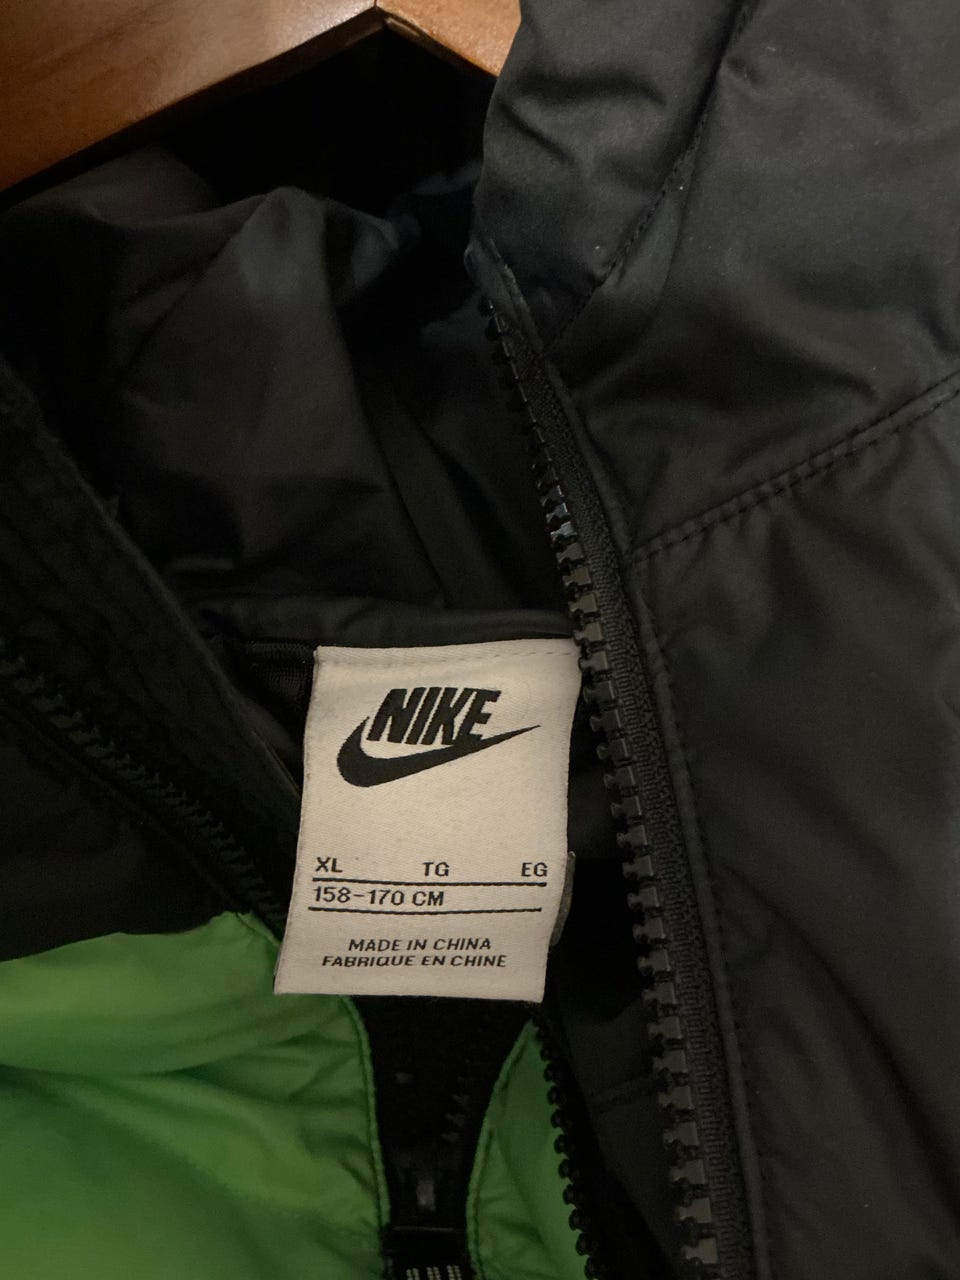 NIKE
XL TG EG
158-170 CM
MADE IN CHINA
FABRIQUE EN CHINE